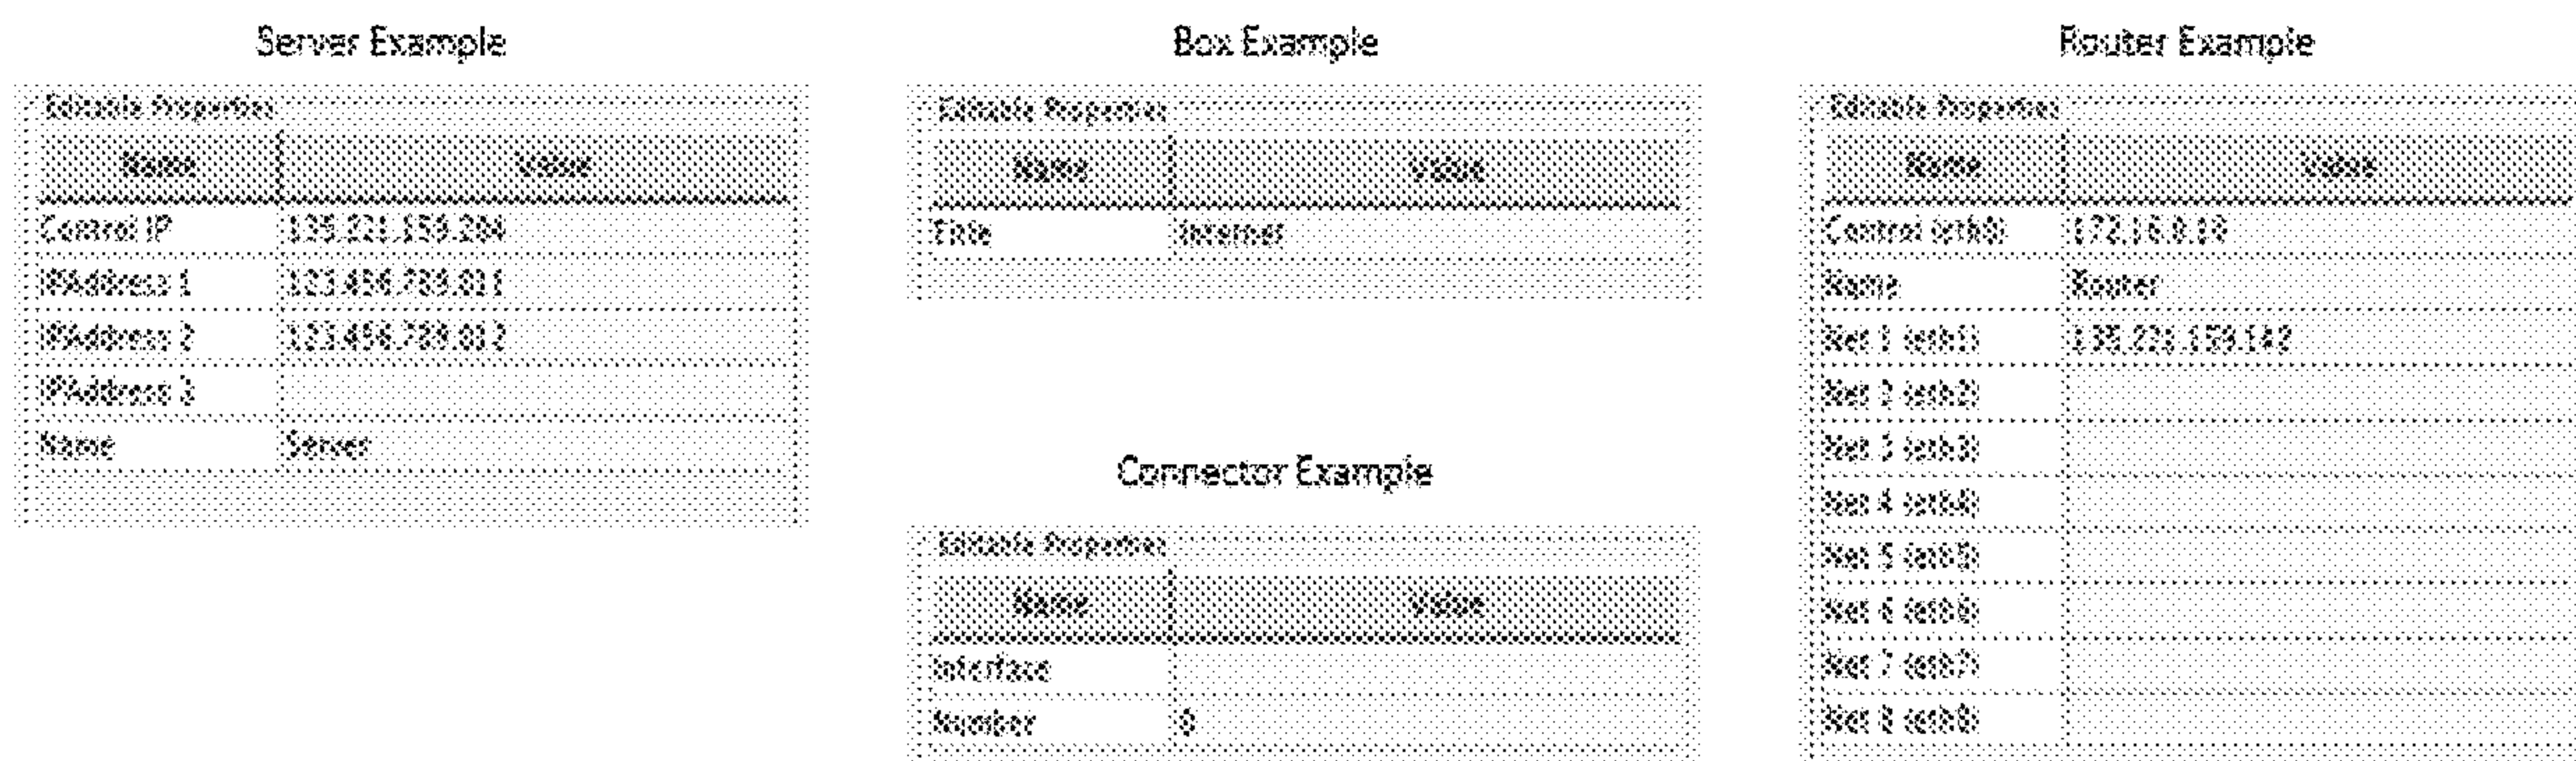 Server Example
Editable Properties
Name Value
Control IP 135.221.159.204
IPAddress 1 123.456.789.011
IPAddress 2 123.456.789.012
IPAddress 3
Name Server
Box Example
Editable Properties
Name Value
Title Internet
Connector Example
Editable Properties
Name Value
Interface
Number 0
Router Example
Editable Properties
Name Value
Control (eth0) 172.16.0.10
Name Router
Net 1 (eth1) 135.221.159.142
Net 2 (eth2)
Net 3 (eth3)
Net 4 (eth4)
Net 5 (eth5)
Net 6 (eth6)
Net 7 (eth7)
Net 8 (eth8)